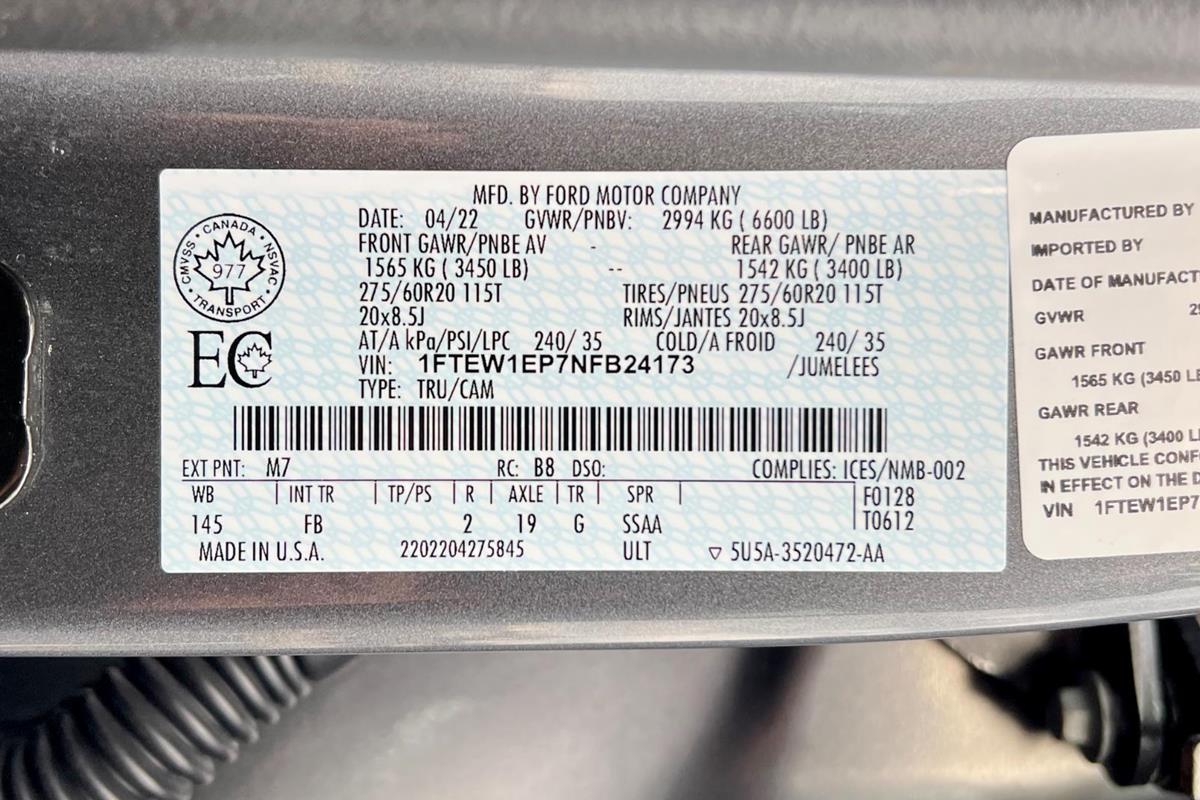 MFD. BY FORD MOTOR COMPANY
DATE: 04/22 GVWR/PNBV: 2994 KG ( 6600 LB)
FRONT GAWR/PNBE AV - REAR GAWR/ PNBE AR
1565 KG ( 3450 LB) -- 1542 KG ( 3400 LB)
275/60R20 115T TIRES/PNEUS 275/60R20 115T
20x8.5J RIMS/JANTES 20x8.5J
AT/A kPa/PSI/LPC 240/ 35 COLD/A FROID 240/ 35
VIN: 1FTEW1EP7NFB24173 /JUMELEES
TYPE: TRU/CAM
CMVSS • CANADA • NSVAC • TRANSPORT •
977
EC
EXT PNT: M7 RC: B8 DSO: COMPLIES: ICES/NMB-002
WB | INT TR | TP/PS | R | AXLE | TR | SPR | F0128
145 FB 2 19 G SSAA T0612
MADE IN U.S.A. 2202204275845 ULT ▽ 5U5A-3520472-AA
MANUFACTURED BY
IMPORTED BY
DATE OF MANUFACT
GVWR 29
GAWR FRONT
1565 KG (3450 LB
GAWR REAR
1542 KG (3400 L
THIS VEHICLE CONF
IN EFFECT ON THE D
VIN 1FTEW1EP7